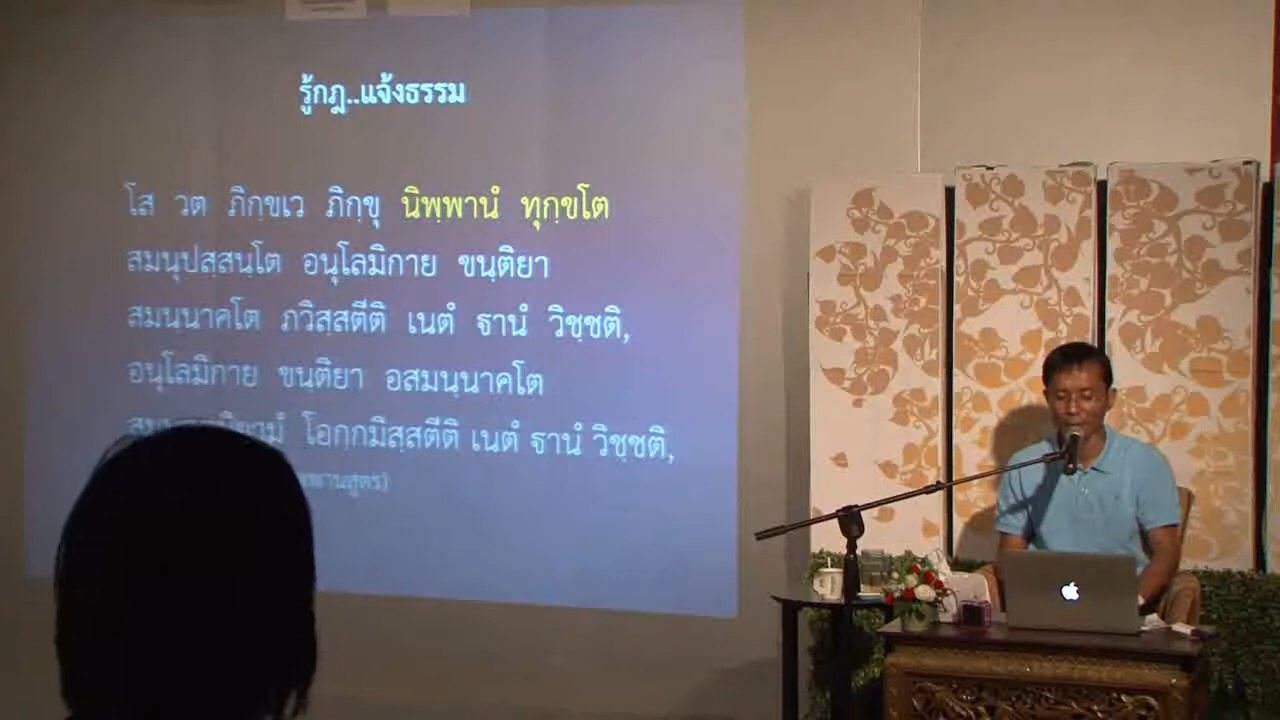 รู้กฎ..แจ้งธรรม
โส วต ภิกฺขเว ภิกฺขุ นิพฺพานํ ทุกฺขโต
สมนุปสฺสนฺโต อนุโลมิกาย ขนฺติยา
สมนฺนาคโต ภวิสฺสตีติ เนตํ ฐานํ วิชฺชติ,
อนุโลมิกาย ขนฺติยา อสมนฺนาคโต
โอกฺกมิสฺสตีติ เนตํ ฐานํ วิชฺชติ,